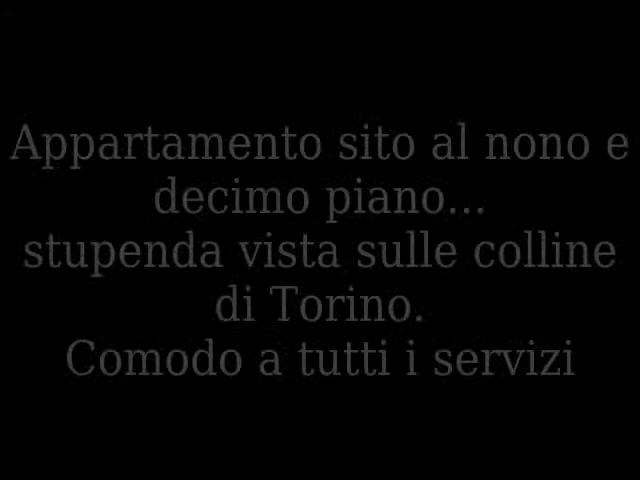 Appartamento sito al nono e
decimo piano...
stupenda vista sulle colline
di Torino.
Comodo a tutti i servizi